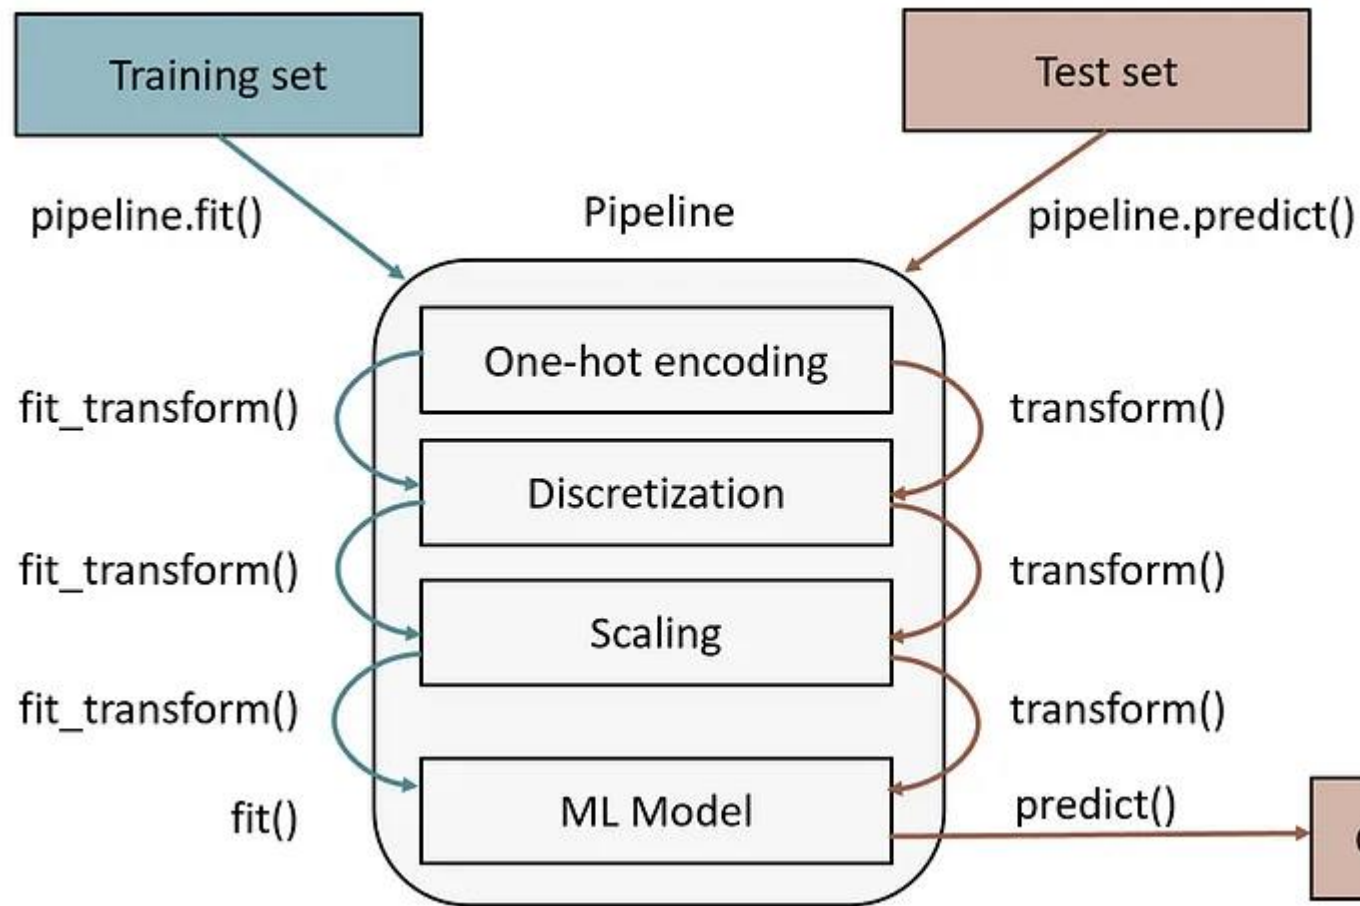 Training set
Test set
pipeline.fit()
Pipeline
pipeline.predict()
One-hot encoding
fit_transform()
transform()
Discretization
fit_transform()
transform()
Scaling
fit_transform()
transform()
fit()
ML Model
predict()